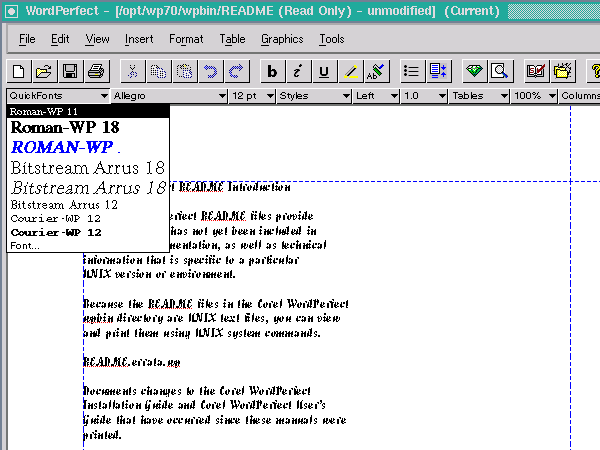 WordPerfect - [/opt/wp70/wpbin/README (Read Only) - unmodified] (Current)
File Edit View Insert Format Table Graphics Tools
b i U Ab ?
QuickFonts Allegro 12 pt Styles Left 1.0 Tables 100% Columns
Roman-WP 11
Roman-WP 18
ROMAN-WP .
Bitstream Arrus 18
Bitstream Arrus 18
Bitstream Arrus 12
Courier-WP 12
Courier-WP 12
Font...
README Introduction
README files provide
has not yet been included in
as well as technical
information that is specific to a particular
UNIX version or environment.
Because the README files in the Corel WordPerfect
wpbin directory are UNIX text files, you can view
and print them using UNIX system commands.
README.errata.wp
Documents changes to the Corel WordPerfect
Installation Guide and Corel WordPerfect User's
Guide that have occurred since these manuals were
printed.